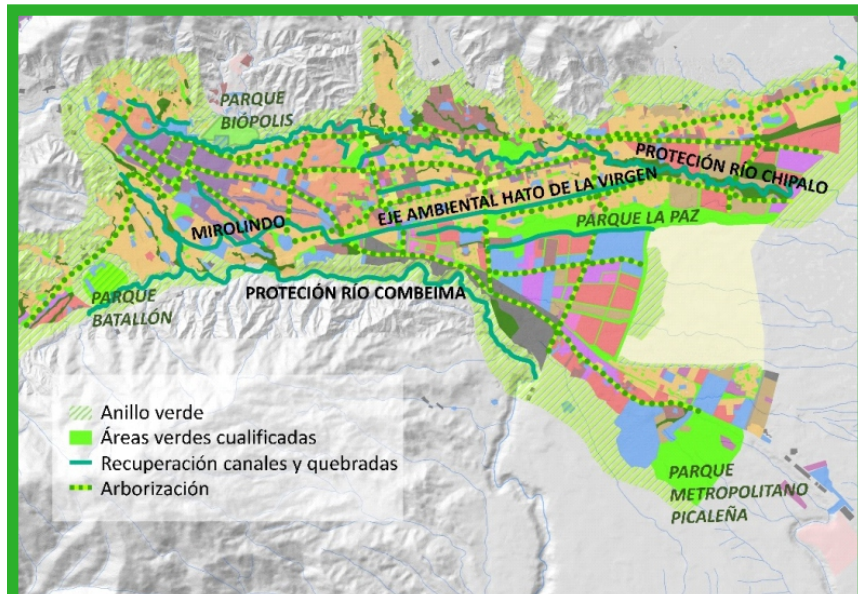 PARQUE
BIÓPOLIS
PROTECIÓN RÍO CHIPALO
EJE AMBIENTAL HATO DE LA VIRGEN
MIROLINDO
PARQUE LA PAZ
PARQUE
BATALLÓN
PROTECIÓN RÍO COMBEIMA
Anillo verde
Áreas verdes cualificadas
Recuperación canales y quebradas
Arborización
PARQUE
METROPOLITANO
PICALEÑA